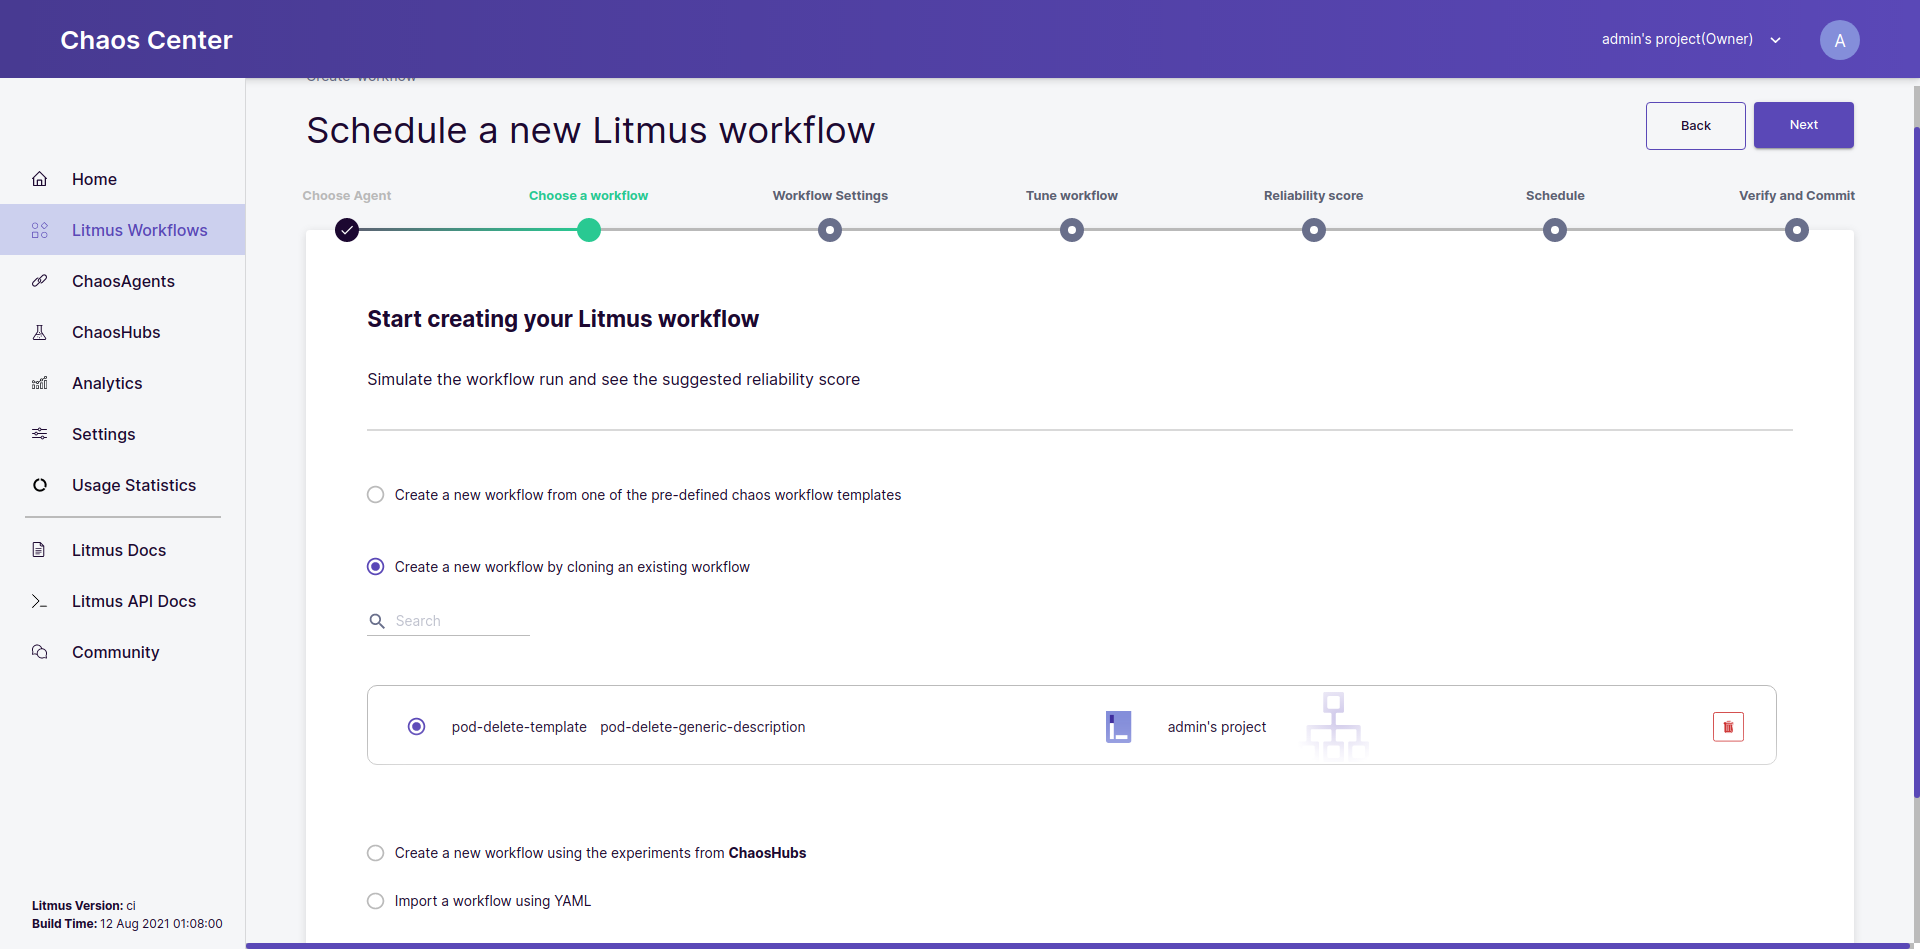 Chaos Center
admin's project(Owner)
A
Create-workflow
Schedule a new Litmus workflow
Back
Next
Home
Litmus Workflows
ChaosAgents
ChaosHubs
Analytics
Settings
Usage Statistics
Litmus Docs
Litmus API Docs
Community
Litmus Version: ci
Build Time: 12 Aug 2021 01:08:00
Choose Agent
Choose a workflow
Workflow Settings
Tune workflow
Reliability score
Schedule
Verify and Commit
Start creating your Litmus workflow
Simulate the workflow run and see the suggested reliability score
Create a new workflow from one of the pre-defined chaos workflow templates
Create a new workflow by cloning an existing workflow
Search
pod-delete-template pod-delete-generic-description admin's project
Create a new workflow using the experiments from ChaosHubs
Import a workflow using YAML